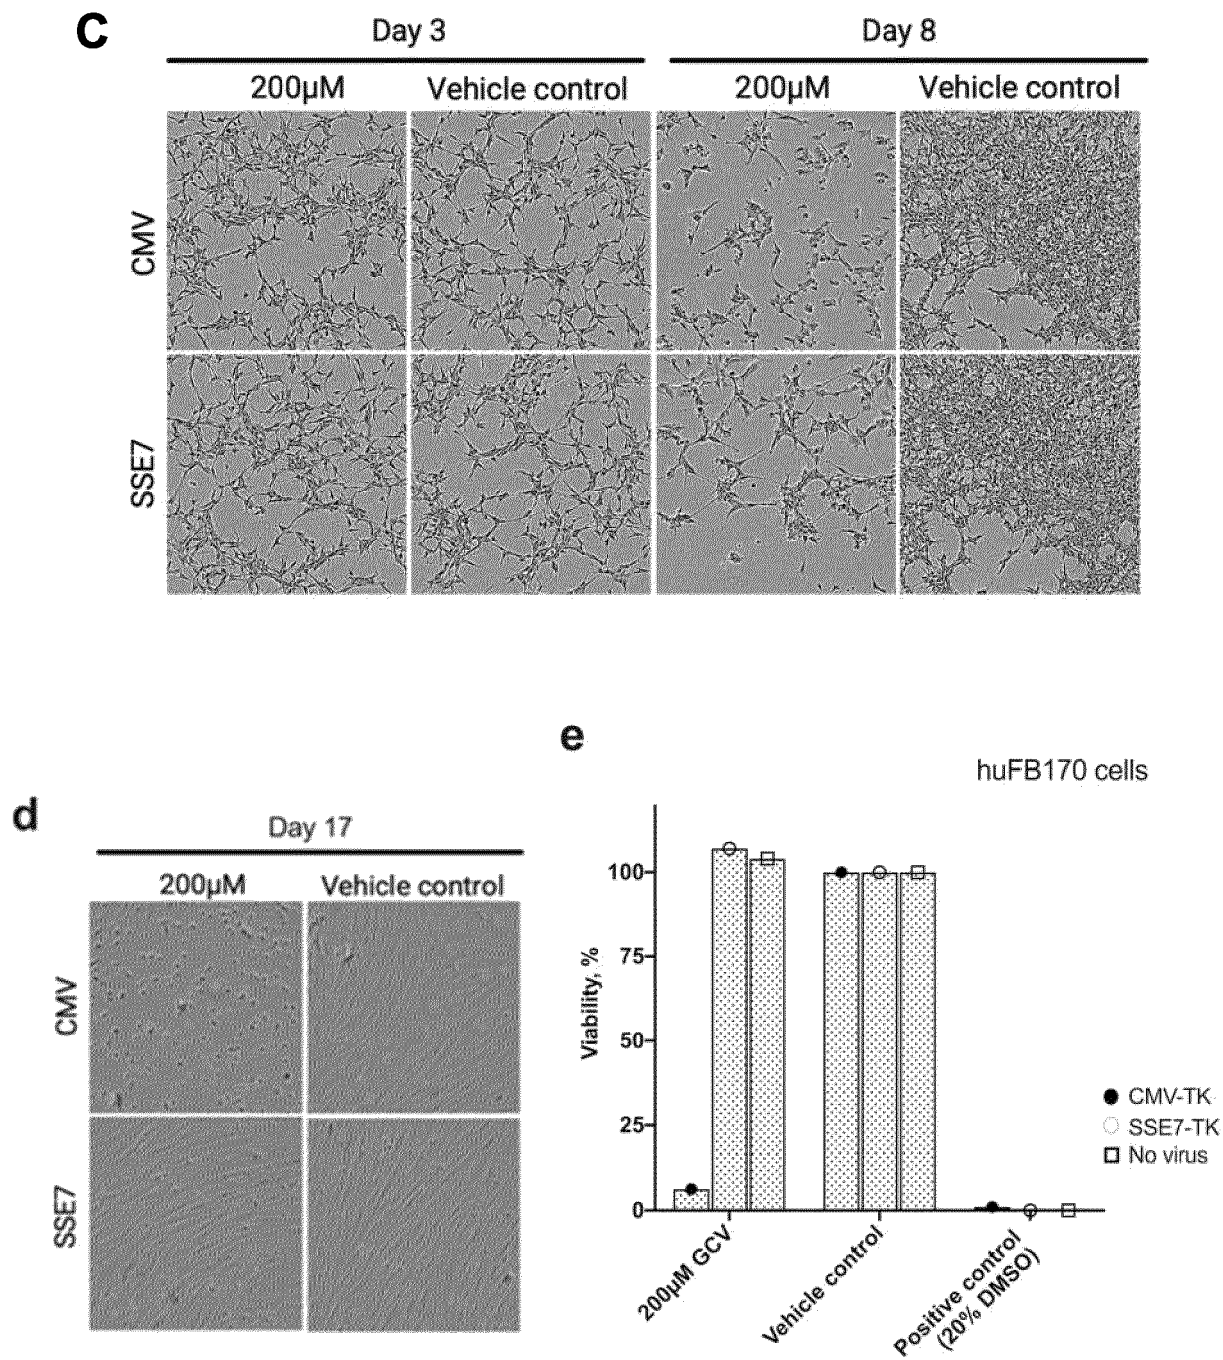 C
Day 3
Day 8
200µM
Vehicle control
200µM
Vehicle control
CMV
SSE7
d
Day 17
200µM
Vehicle control
CMV
SSE7
e
huFB170 cells
Viability, %
100
75
50
25
0
CMV-TK
SSE7-TK
No virus
200µM GCV
Vehicle control
Positive control
(20% DMSO)